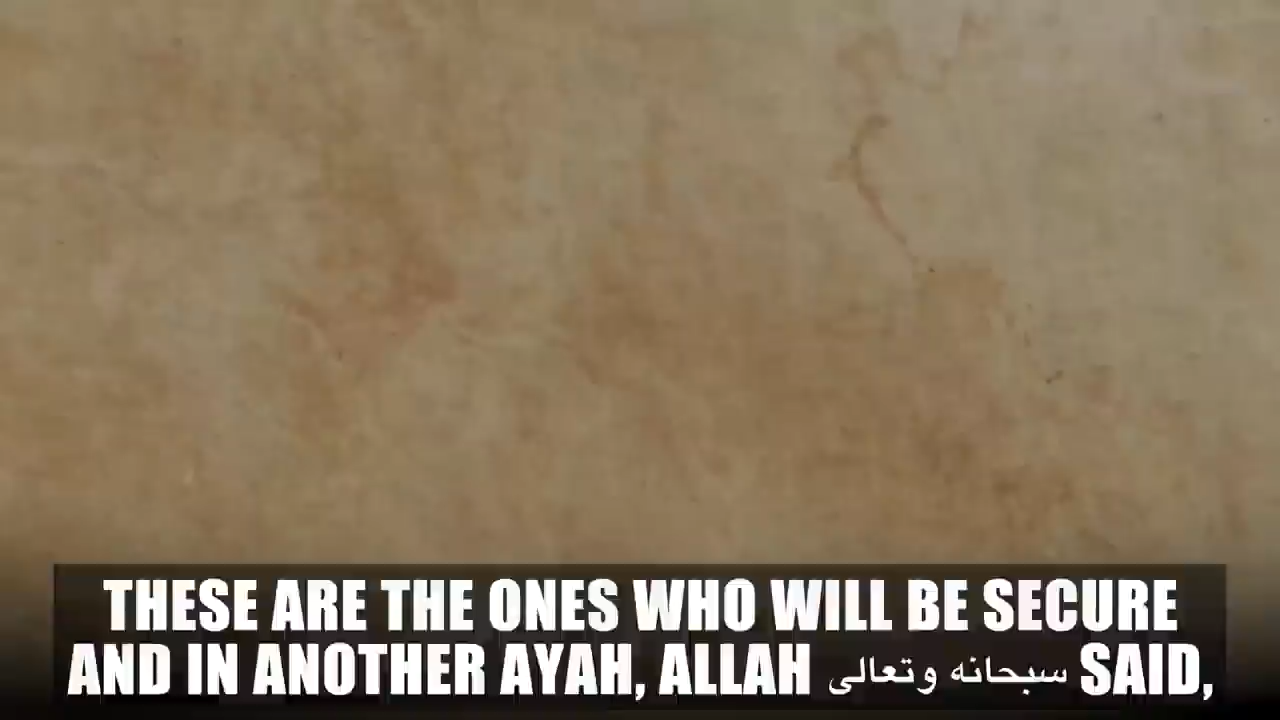 THESE ARE THE ONES WHO WILL BE SECURE
AND IN ANOTHER AYAH, ALLAH سبحانه وتعالى SAID,